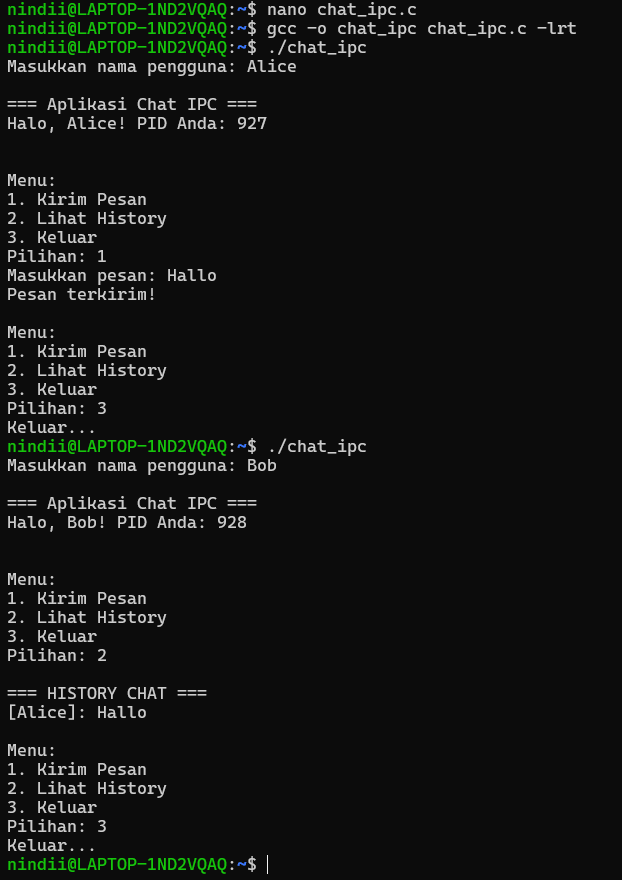 nindii@LAPTOP-1ND2VQAQ:~$ nano chat_ipc.c
nindii@LAPTOP-1ND2VQAQ:~$ gcc -o chat_ipc chat_ipc.c -lrt
nindii@LAPTOP-1ND2VQAQ:~$ ./chat_ipc
Masukkan nama pengguna: Alice
=== Aplikasi Chat IPC ===
Halo, Alice! PID Anda: 927
Menu:
1. Kirim Pesan
2. Lihat History
3. Keluar
Pilihan: 1
Masukkan pesan: Hallo
Pesan terkirim!
Menu:
1. Kirim Pesan
2. Lihat History
3. Keluar
Pilihan: 3
Keluar...
nindii@LAPTOP-1ND2VQAQ:~$ ./chat_ipc
Masukkan nama pengguna: Bob
=== Aplikasi Chat IPC ===
Halo, Bob! PID Anda: 928
Menu:
1. Kirim Pesan
2. Lihat History
3. Keluar
Pilihan: 2
=== HISTORY CHAT ===
[Alice]: Hallo
Menu:
1. Kirim Pesan
2. Lihat History
3. Keluar
Pilihan: 3
Keluar...
nindii@LAPTOP-1ND2VQAQ:~$